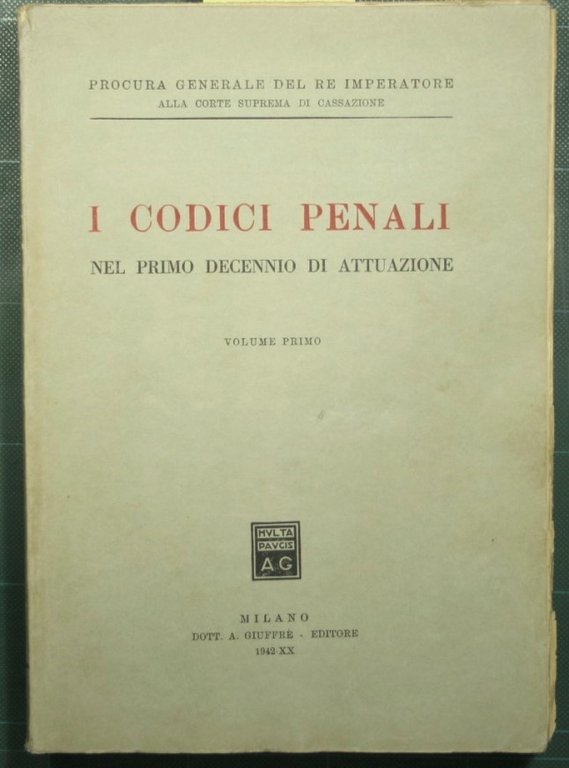 PROCURA GENERALE DEL RE IMPERATORE
ALLA CORTE SUPREMA DI CASSAZIONE
I CODICI PENALI
NEL PRIMO DECENNIO DI ATTUAZIONE
VOLUME PRIMO
MVLTA
PAVCIS
AG
MILANO
DOTT. A. GIUFFRÈ - EDITORE
1942-XX